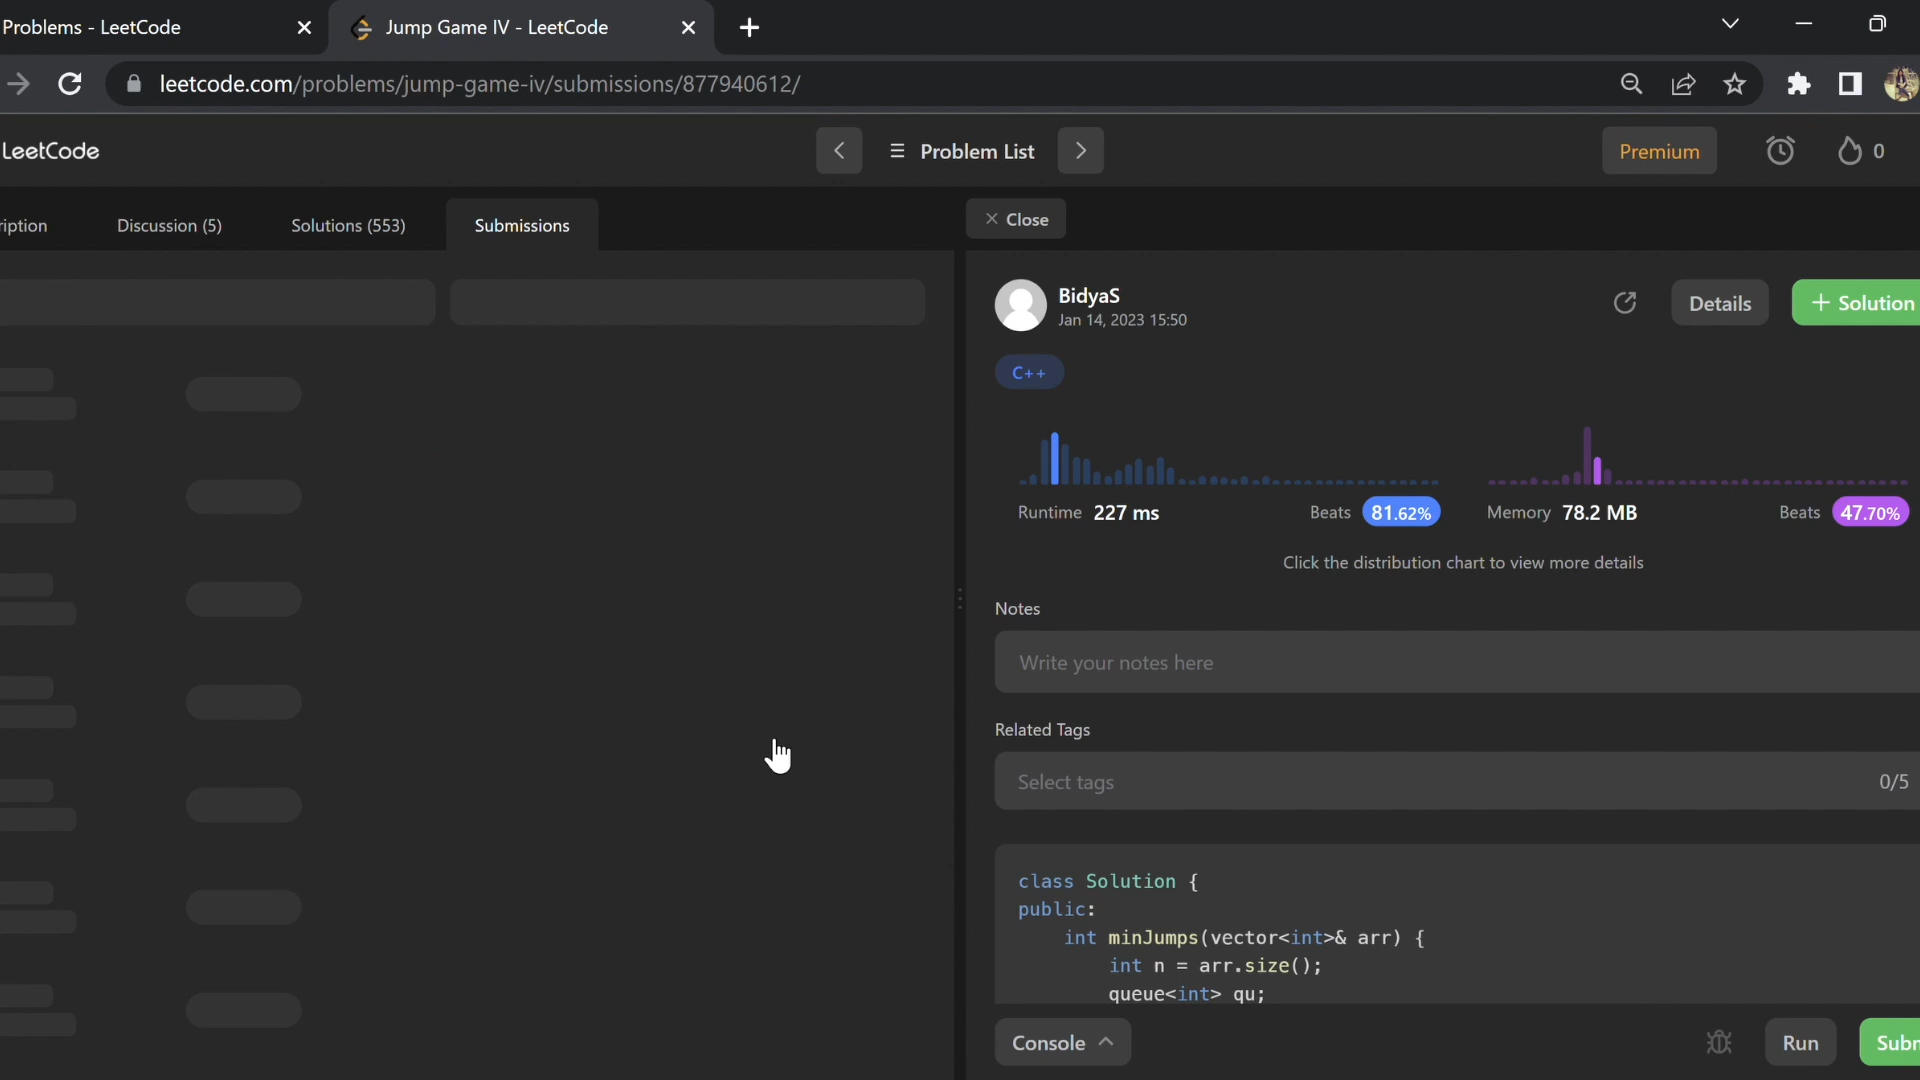 Problems - LeetCode
Jump Game IV - LeetCode
leetcode.com/problems/jump-game-iv/submissions/877940612/
LeetCode
Problem List
Premium
0
ription
Discussion (5)
Solutions (553)
Submissions
Close
BidyaS
Jan 14, 2023 15:50
Details
+ Solution
C++
Runtime 227 ms
Beats 81.62%
Memory 78.2 MB
Beats 47.70%
Click the distribution chart to view more details
Notes
Write your notes here
Related Tags
Select tags
0/5
class Solution {
public:
int minJumps(vector<int>& arr) {
int n = arr.size();
queue<int> qu;
Console
Run
Subm